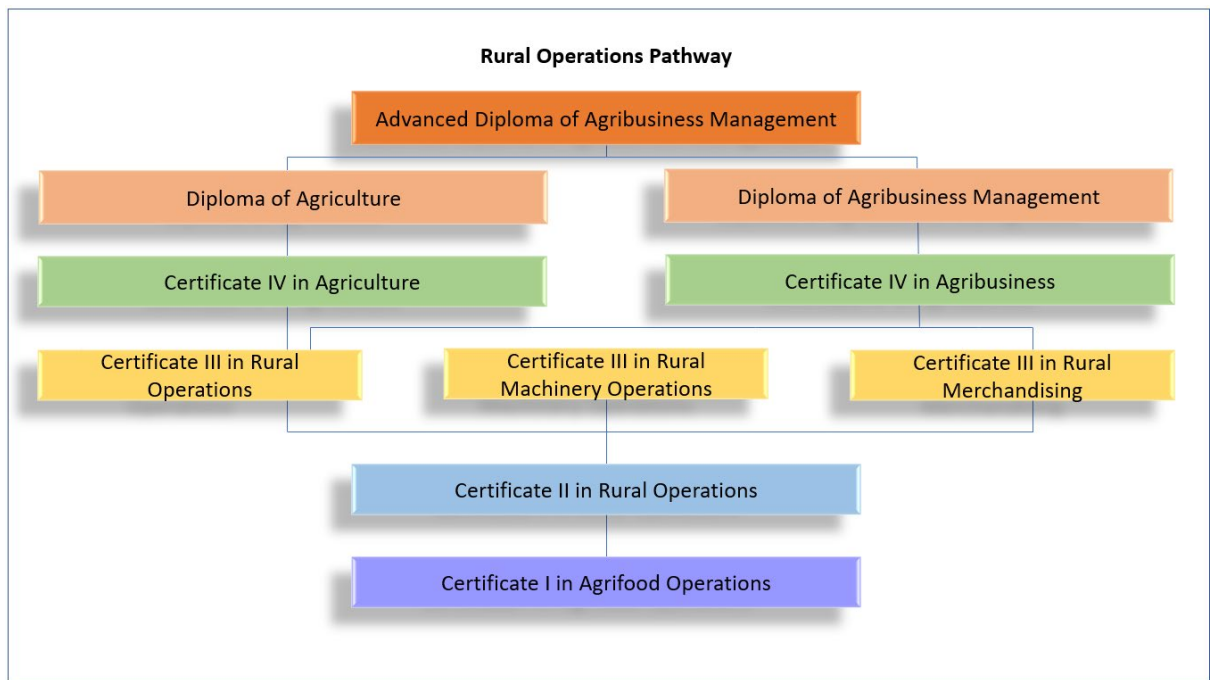 Rural Operations Pathway
Advanced Diploma of Agribusiness Management
Diploma of Agriculture
Diploma of Agribusiness Management
Certificate IV in Agriculture
Certificate IV in Agribusiness
Certificate III in Rural
Operations
Certificate III in Rural
Machinery Operations
Certificate III in Rural
Merchandising
Certificate II in Rural Operations
Certificate I in Agrifood Operations